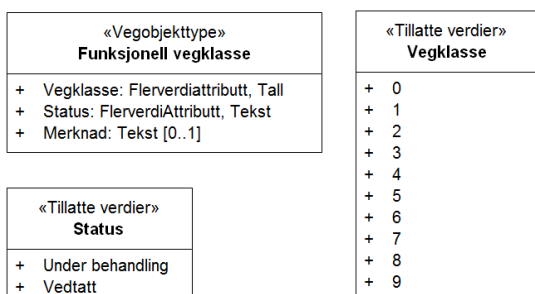 «Vegobjekttype»
Funksjonell vegklasse
+ Vegklasse: Flerverdiattributt, Tall
+ Status: FlerverdiAttributt, Tekst
+ Merknad: Tekst [0..1]
«Tillatte verdier»
Status
+ Under behandling
+ Vedtatt
«Tillatte verdier»
Vegklasse
+ 0
+ 1
+ 2
+ 3
+ 4
+ 5
+ 6
+ 7
+ 8
+ 9